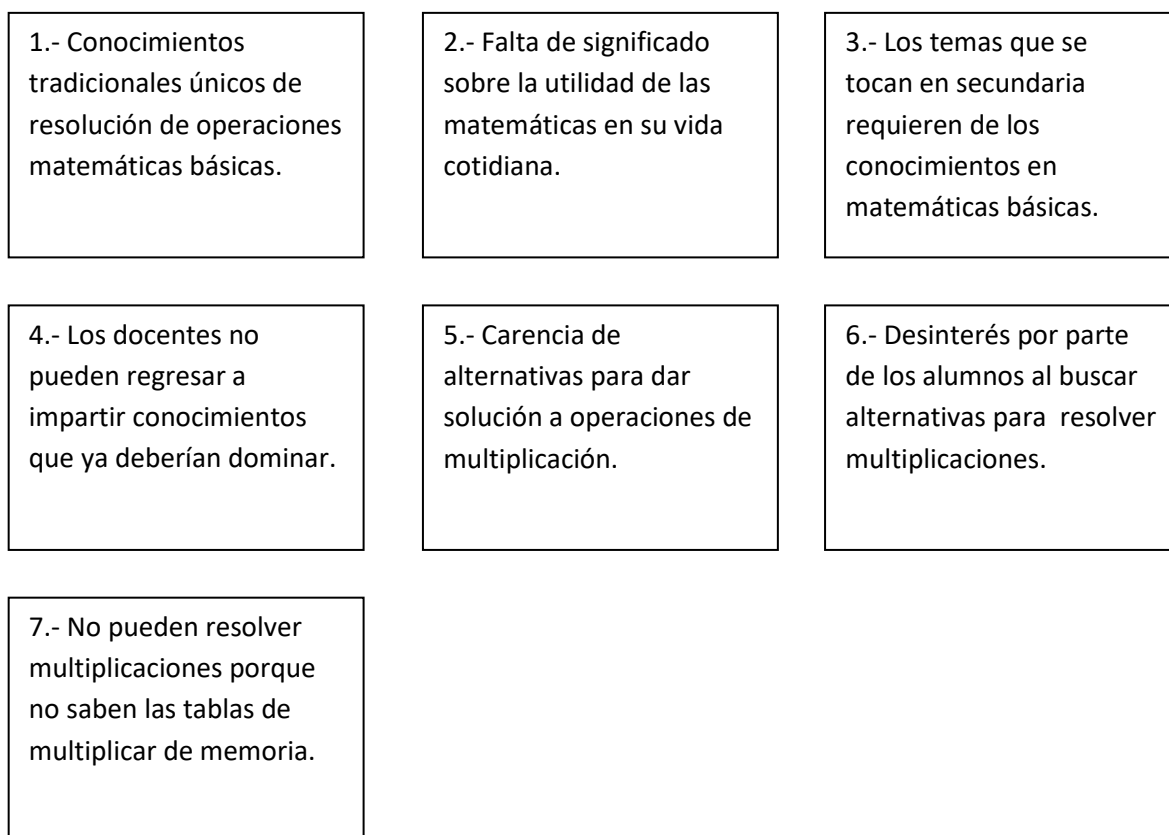 1.- Conocimientos
tradicionales únicos de
resolución de operaciones
matemáticas básicas.
2.- Falta de significado
sobre la utilidad de las
matemáticas en su vida
cotidiana.
3.- Los temas que se
tocan en secundaria
requieren de los
conocimientos en
matemáticas básicas.
4.- Los docentes no
pueden regresar a
impartir conocimientos
que ya deberían dominar.
5.- Carencia de
alternativas para dar
solución a operaciones de
multiplicación.
6.- Desinterés por parte
de los alumnos al buscar
alternativas para  resolver
multiplicaciones.
7.- No pueden resolver
multiplicaciones porque
no saben las tablas de
multiplicar de memoria.